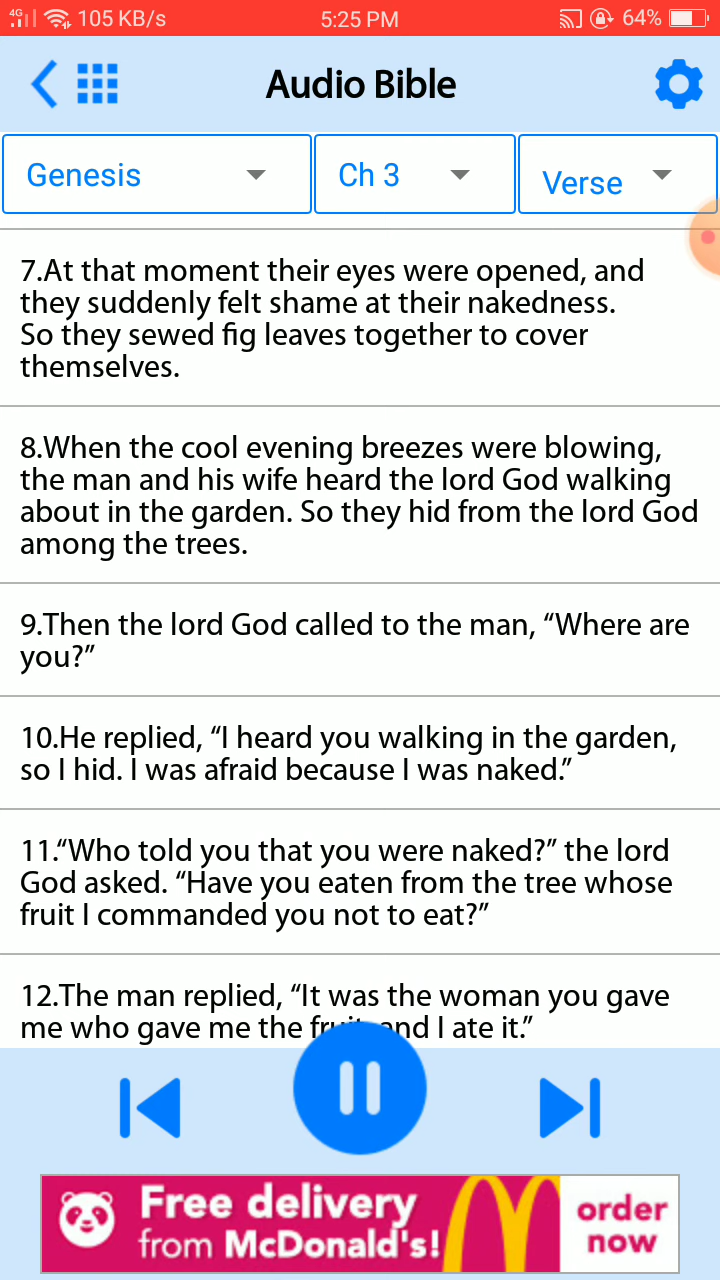 4G 105 KB/s 5:25 PM 64%
Audio Bible
Genesis Ch 3 Verse
7.At that moment their eyes were opened, and
they suddenly felt shame at their nakedness.
So they sewed fig leaves together to cover
themselves.
8.When the cool evening breezes were blowing,
the man and his wife heard the lord God walking
about in the garden. So they hid from the lord God
among the trees.
9.Then the lord God called to the man, “Where are
you?”
10.He replied, “I heard you walking in the garden,
so I hid. I was afraid because I was naked.”
11.“Who told you that you were naked?” the lord
God asked. “Have you eaten from the tree whose
fruit I commanded you not to eat?”
12.The man replied, “It was the woman you gave
me who gave me the fruit, and I ate it.”
Free delivery
from McDonald's!
order
now